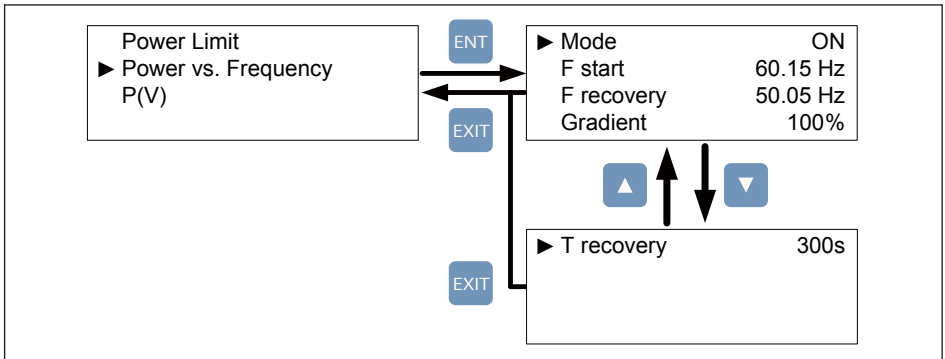 Power Limit
► Power vs. Frequency
P(V)
ENT
EXIT
► Mode ON
F start 60.15 Hz
F recovery 50.05 Hz
Gradient 100%
▲ ▼
► T recovery 300s
EXIT